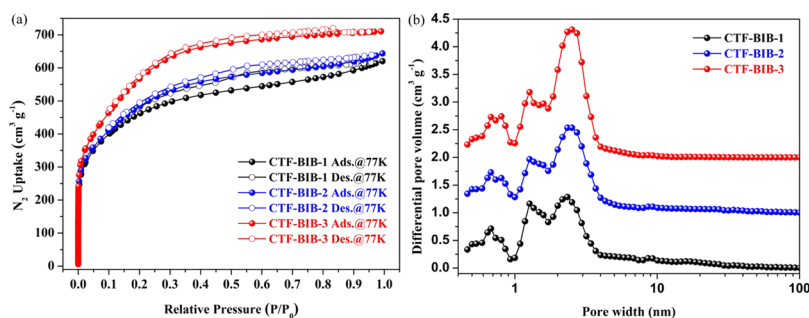 (a)
N₂ Uptake (cm³ g⁻¹)
700
600
500
400
300
200
100
0
CTF-BIB-1 Ads.@77K
CTF-BIB-1 Des.@77K
CTF-BIB-2 Ads.@77K
CTF-BIB-2 Des.@77K
CTF-BIB-3 Ads.@77K
CTF-BIB-3 Des.@77K
0.0 0.1 0.2 0.3 0.4 0.5 0.6 0.7 0.8 0.9 1.0
Relative Pressure (P/P₀)
(b)
Differential pore volume (cm³ g⁻¹)
4.5
4.0
3.5
3.0
2.5
2.0
1.5
1.0
0.5
0.0
CTF-BIB-1
CTF-BIB-2
CTF-BIB-3
1 10 100
Pore width (nm)